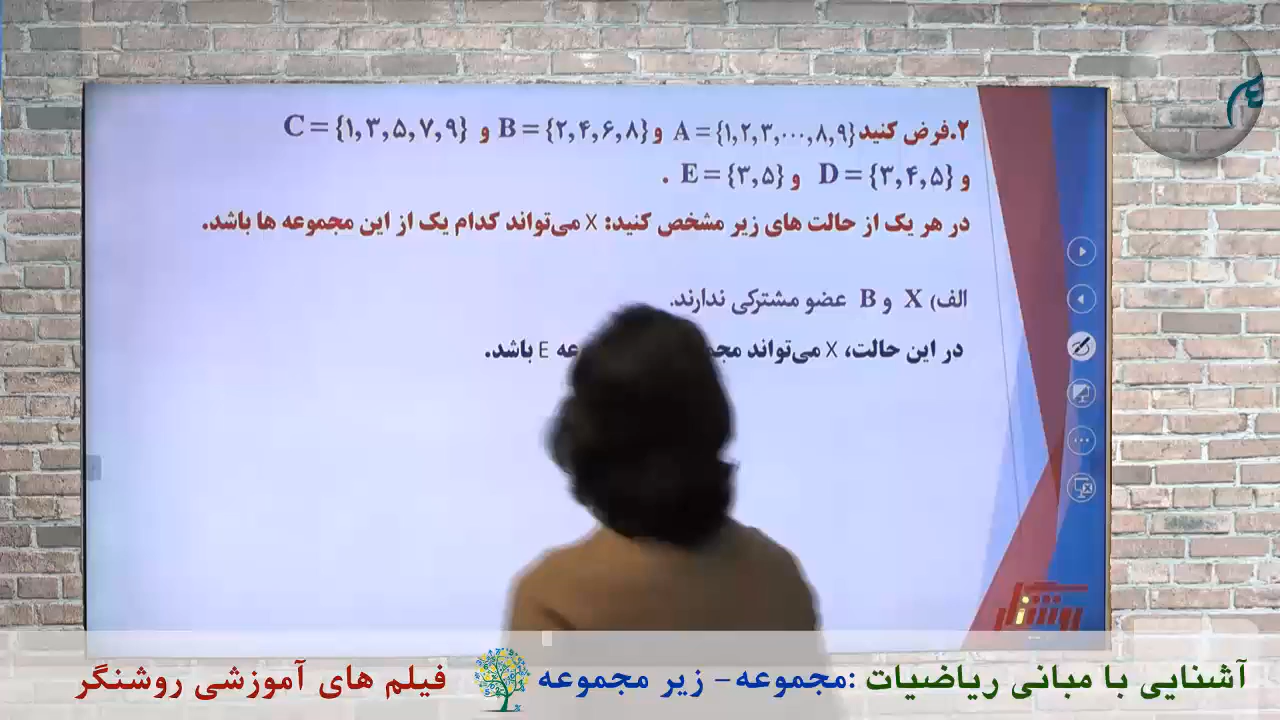 ۲.فرض کنید A = {۱,۲,۳,...,۸,۹} و B = {۲,۴,۶,۸} و C = {۱,۳,۵,۷,۹}
و D = {۳,۴,۵} و E = {۳,۵} .
در هر یک از حالت های زیر مشخص کنید: X می‌تواند کدام یک از این مجموعه ها باشد.
الف) X و B عضو مشترکی ندارند.
در این حالت، X می‌تواند E باشد.
روشنگر
آشنایی با مبانی ریاضیات :مجموعه- زیر مجموعه فیلم های آموزشی روشنگر